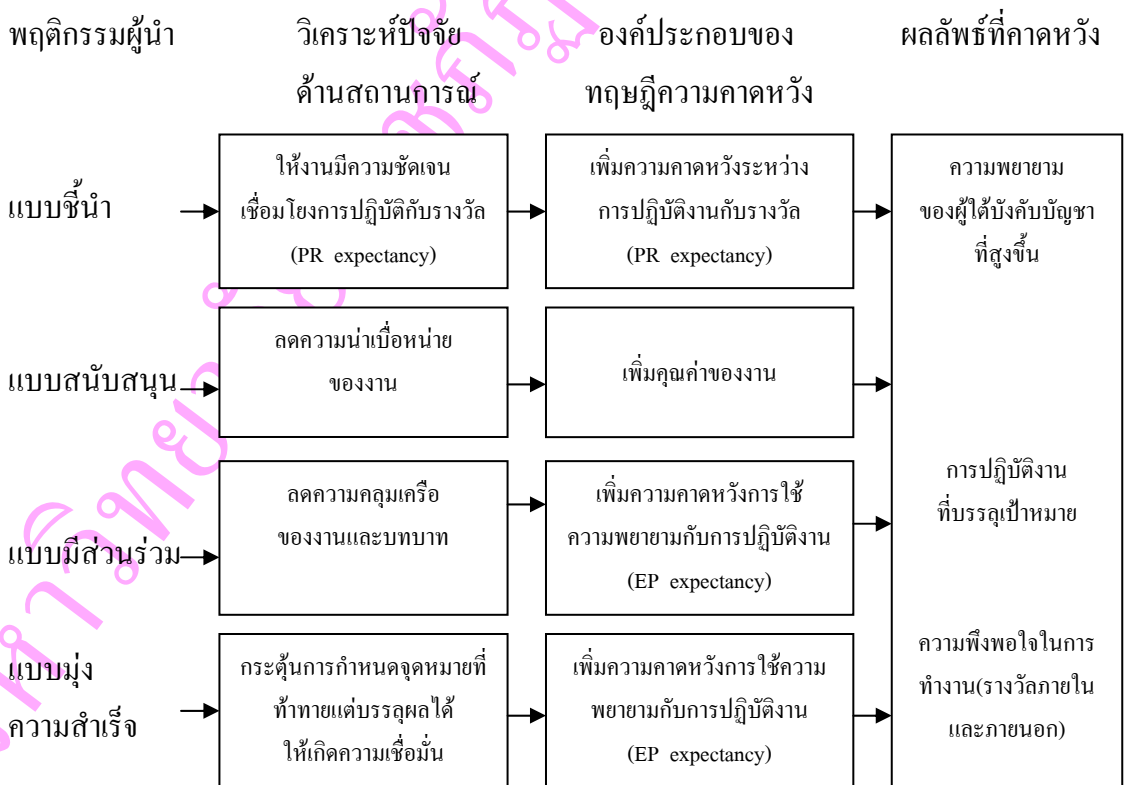 พฤติกรรมผู้นำ
วิเคราะห์ปัจจัย
ด้านสถานการณ์
องค์ประกอบของ
ทฤษฎีความคาดหวัง
ผลลัพธ์ที่คาดหวัง
แบบชี้นำ
ให้งานมีความชัดเจน
เชื่อมโยงการปฏิบัติกับรางวัล
(PR expectancy)
เพิ่มความคาดหวังระหว่าง
การปฏิบัติงานกับรางวัล
(PR expectancy)
ความพยายาม
ของผู้ใต้บังคับบัญชา
ที่สูงขึ้น
แบบสนับสนุน
ลดความน่าเบื่อหน่าย
ของงาน
เพิ่มคุณค่าของงาน
แบบมีส่วนร่วม
ลดความคลุมเครือ
ของงานและบทบาท
เพิ่มความคาดหวังการใช้
ความพยายามกับการปฏิบัติงาน
(EP expectancy)
การปฏิบัติงาน
ที่บรรลุเป้าหมาย
แบบมุ่ง
ความสำเร็จ
กระตุ้นการกำหนดจุดหมายที่
ท้าทายแต่บรรลุผลได้
ให้เกิดความเชื่อมั่น
เพิ่มความคาดหวังการใช้ความ
พยายามกับการปฏิบัติงาน
(EP expectancy)
ความพึงพอใจในการ
ทำงาน(รางวัลภายใน
และภายนอก)